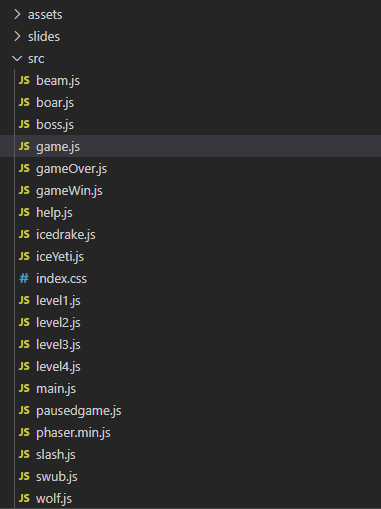 assets
slides
src
JS beam.js
JS boar.js
JS boss.js
JS game.js
JS gameOver.js
JS gameWin.js
JS help.js
JS icedrake.js
JS iceYeti.js
# index.css
JS level1.js
JS level2.js
JS level3.js
JS level4.js
JS main.js
JS pausedgame.js
JS phaser.min.js
JS slash.js
JS swub.js
JS wolf.js